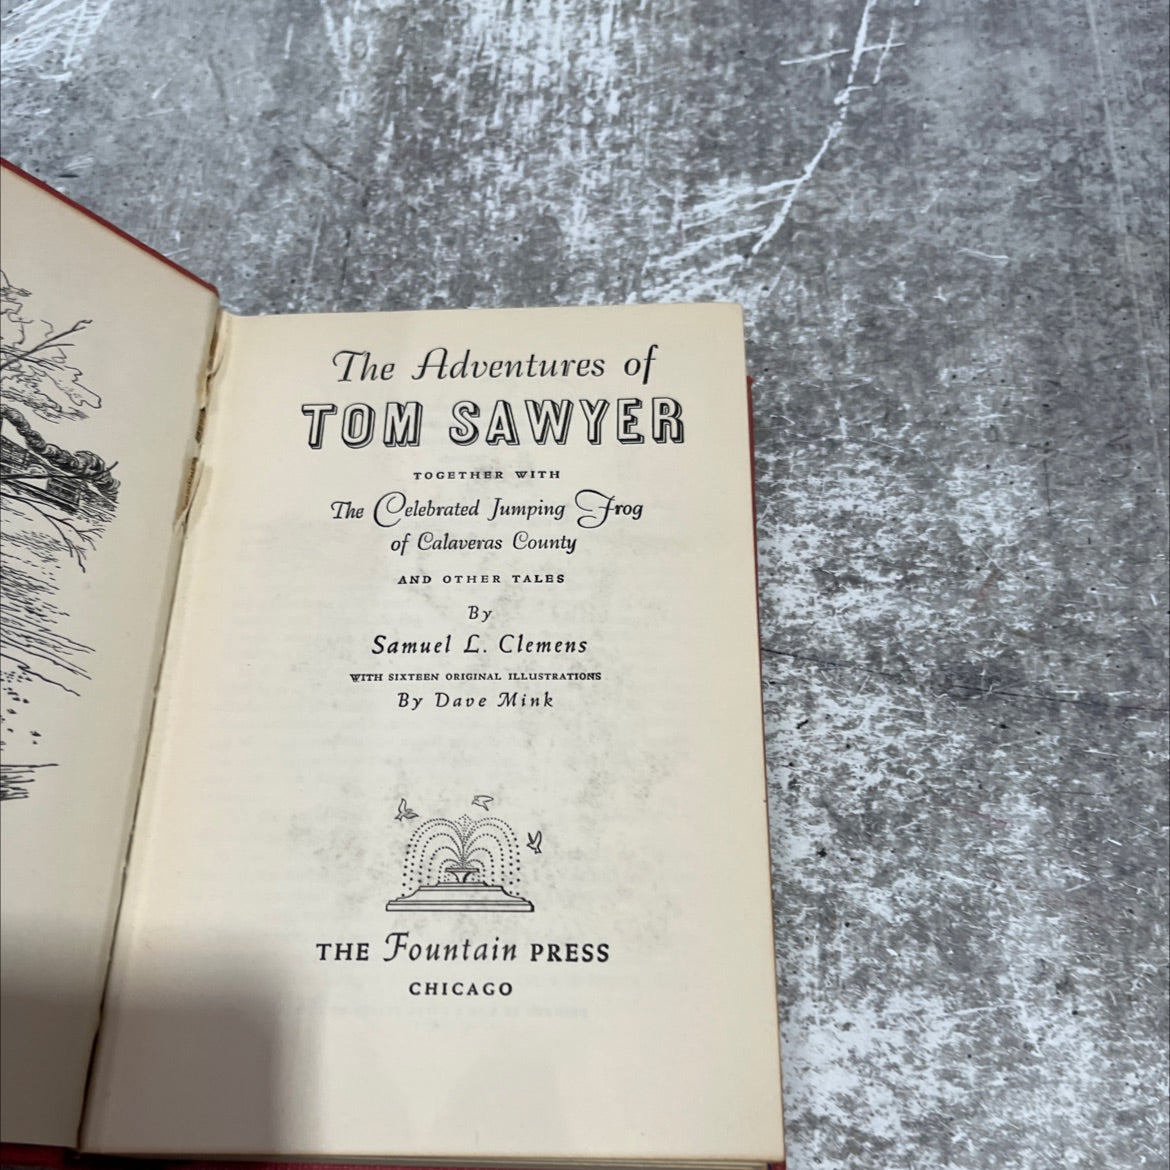 The Adventures of
TOM SAWYER
TOGETHER WITH
The Celebrated Jumping Frog
of Calaveras County
AND OTHER TALES
By
Samuel L. Clemens
WITH SIXTEEN ORIGINAL ILLUSTRATIONS
By Dave Mink
THE Fountain PRESS
CHICAGO